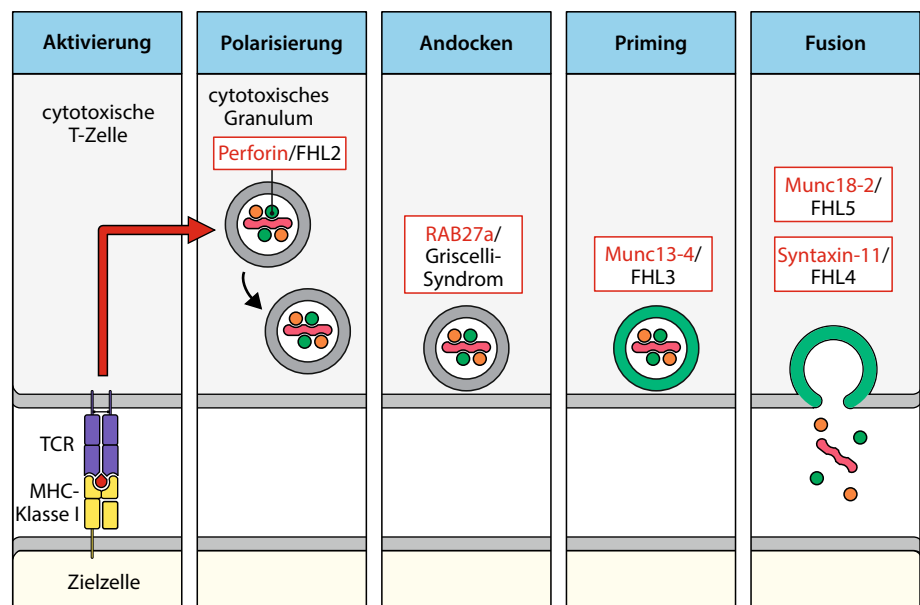 Aktivierung
cytotoxische
T-Zelle
TCR
MHC-
Klasse I
Zielzelle
Polarisierung
cytotoxisches
Granulum
Perforin/FHL2
Andocken
RAB27a/
Griscelli-
Syndrom
Priming
Munc13-4/
FHL3
Fusion
Munc18-2/
FHL5
Syntaxin-11/
FHL4